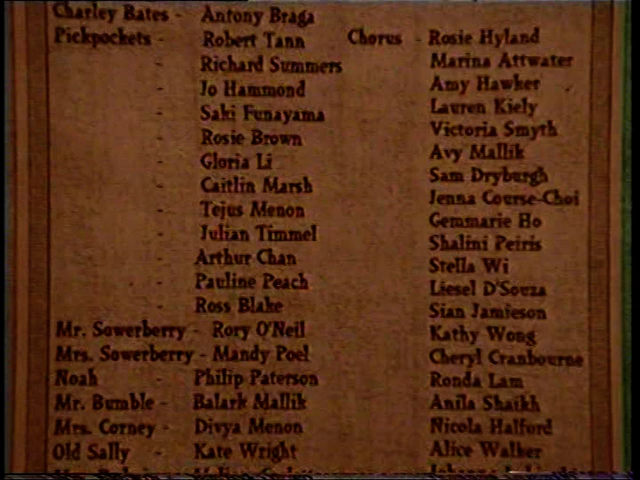 Charley Bates - Antony Braga
Pickpockets - Robert Tann
- Richard Summers
- Jo Hammond
- Saki Funayama
- Rosie Brown
- Gloria Li
- Caitlin Marsh
- Tejus Menon
- Julian Timmel
- Arthur Chan
- Pauline Peach
- Ross Blake
Mr. Sowerberry - Rory O'Neil
Mrs. Sowerberry - Mandy Poel
Noah - Philip Paterson
Mr. Bumble - Balark Mallik
Mrs. Corney - Divya Menon
Old Sally - Kate Wright
Chorus - Rosie Hyland
Marina Attwater
Amy Hawker
Lauren Kiely
Victoria Smyth
Avy Mallik
Sam Dryburgh
Jenna Course-Choi
Gemmarie Ho
Shalini Peiris
Stella Wi
Liesel D'Souza
Sian Jamieson
Kathy Wong
Cheryl Cranbourne
Ronda Lam
Anila Shaikh
Nicola Halford
Alice Walker